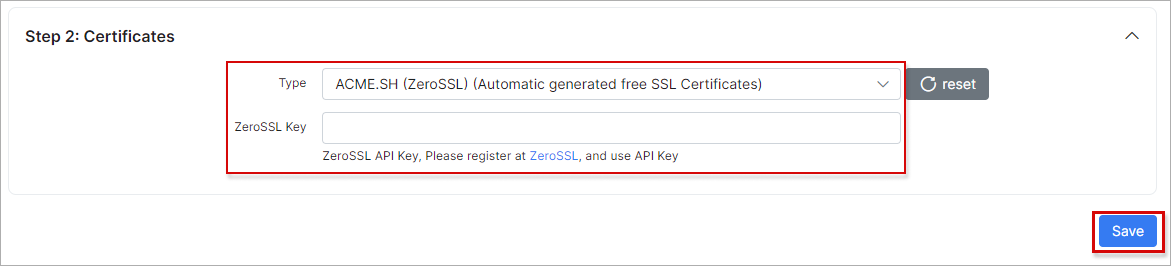 Step 2: Certificates
Type
ACME.SH (ZeroSSL) (Automatic generated free SSL Certificates)
reset
ZeroSSL Key
ZeroSSL API Key, Please register at ZeroSSL, and use API Key
Save